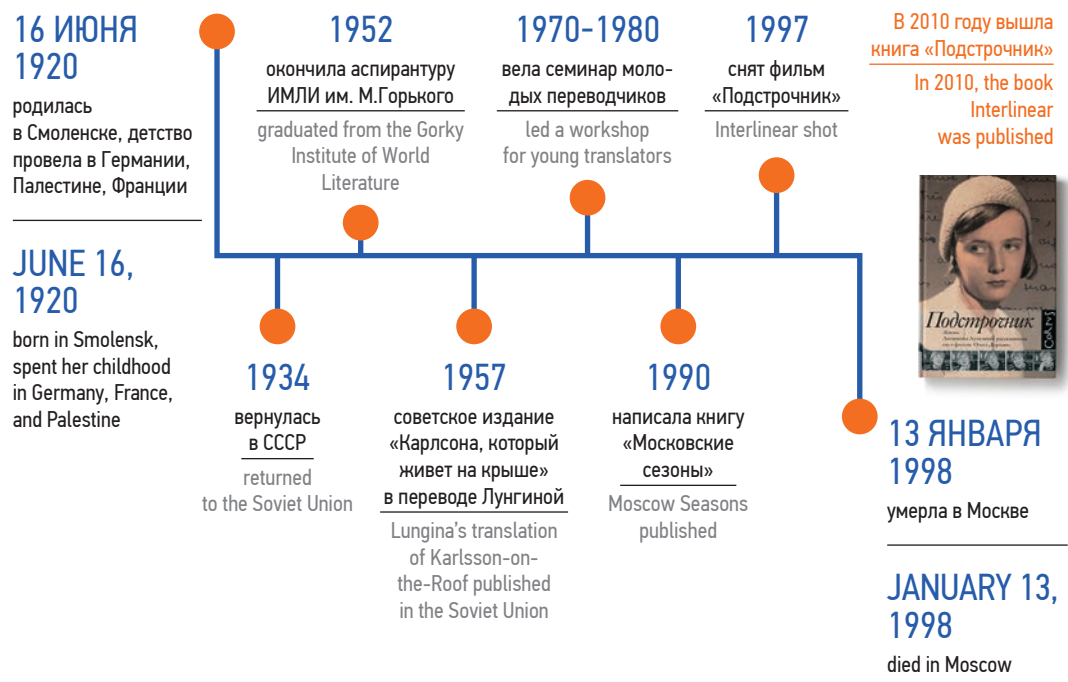 16 ИЮНЯ
1920
родилась
в Смоленске, детство
провела в Германии,
Палестине, Франции
JUNE 16,
1920
born in Smolensk,
spent her childhood
in Germany, France,
and Palestine
1934
вернулась
в СССР
returned
to the Soviet Union
1952
окончила аспирантуру
ИМЛИ им. М.Горького
graduated from the Gorky
Institute of World
Literature
1957
советское издание
«Карлсона, который
живет на крыше»
в переводе Лунгиной
Lungina’s translation
of Karlsson-on-
the-Roof published
in the Soviet Union
1970-1980
вела семинар моло-
дых переводчиков
led a workshop
for young translators
1990
написала книгу
«Московские
сезоны»
Moscow Seasons
published
1997
снят фильм
«Подстрочник»
Interlinear shot
13 ЯНВАРЯ
1998
умерла в Москве
JANUARY 13,
1998
died in Moscow
В 2010 году вышла
книга «Подстрочник»
In 2010, the book
Interlinear
was published
Подстрочник
CORPUS